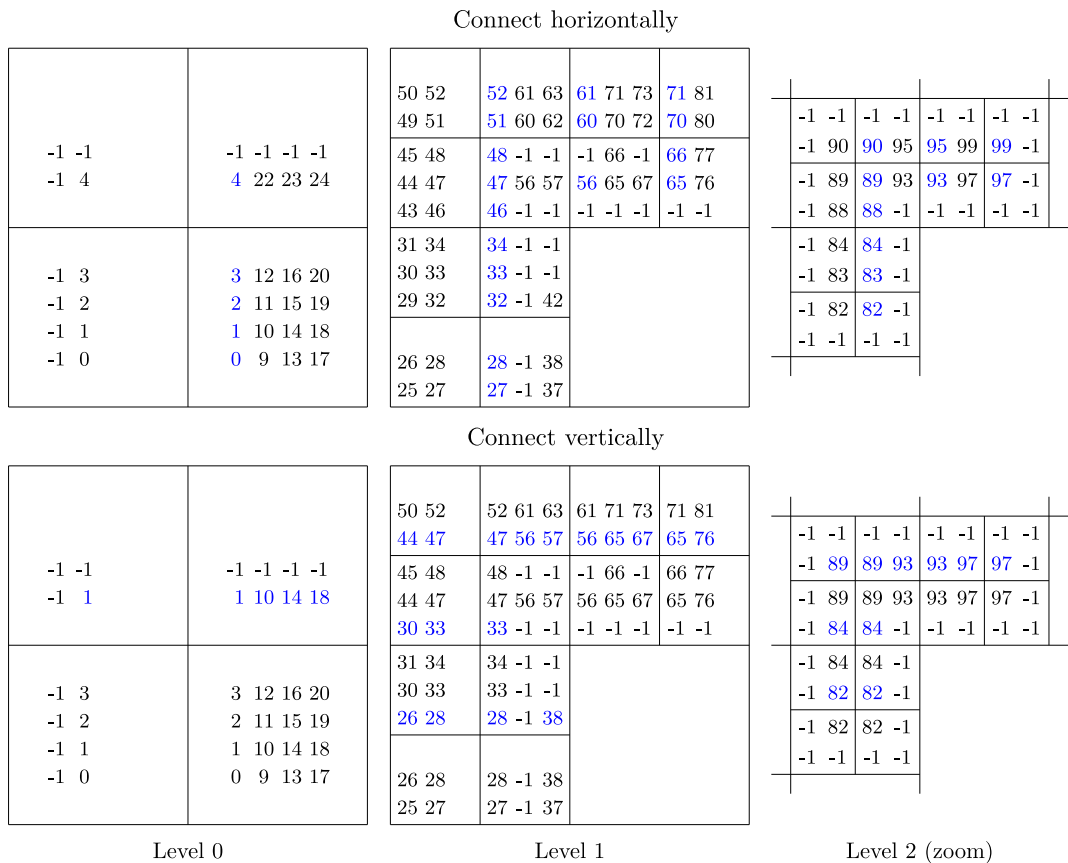 Connect horizontally
50 52 52 61 63 61 71 73 71 81
49 51 51 60 62 60 70 72 70 80
-1 -1 -1 -1 -1 -1
-1 4 4 22 23 24
45 48 48 -1 -1 -1 66 -1 66 77
44 47 47 56 57 56 65 67 65 76
43 46 46 -1 -1 -1 -1 -1 -1 -1
-1 3 3 12 16 20
-1 2 2 11 15 19
-1 1 1 10 14 18
-1 0 0 9 13 17
31 34 34 -1 -1
30 33 33 -1 -1
29 32 32 -1 42
26 28 28 -1 38
25 27 27 -1 37
-1 -1 -1 -1 -1 -1 -1 -1
-1 90 90 95 95 99 99 -1
-1 89 89 93 93 97 97 -1
-1 88 88 -1 -1 -1 -1 -1
-1 84 84 -1
-1 83 83 -1
-1 82 82 -1
-1 -1 -1 -1
Connect vertically
50 52 52 61 63 61 71 73 71 81
44 47 47 56 57 56 65 67 65 76
-1 -1 -1 -1 -1 -1
-1 1 1 10 14 18
45 48 48 -1 -1 -1 66 -1 66 77
44 47 47 56 57 56 65 67 65 76
30 33 33 -1 -1 -1 -1 -1 -1 -1
-1 3 3 12 16 20
-1 2 2 11 15 19
-1 1 1 10 14 18
-1 0 0 9 13 17
31 34 34 -1 -1
30 33 33 -1 -1
26 28 28 -1 38
26 28 28 -1 38
25 27 27 -1 37
-1 -1 -1 -1 -1 -1 -1 -1
-1 89 89 93 93 97 97 -1
-1 89 89 93 93 97 97 -1
-1 84 84 -1 -1 -1 -1 -1
-1 84 84 -1
-1 82 82 -1
-1 82 82 -1
-1 -1 -1 -1
Level 0
Level 1
Level 2 (zoom)